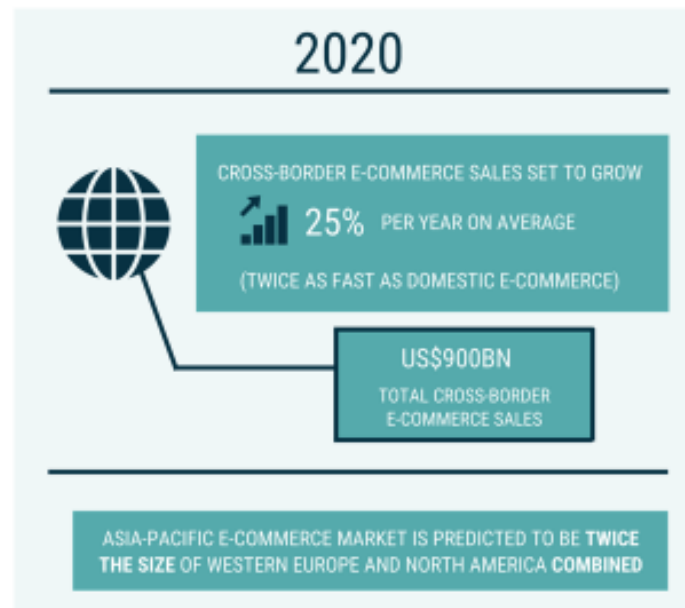 2020
CROSS-BORDER E-COMMERCE SALES SET TO GROW
25% PER YEAR ON AVERAGE
(TWICE AS FAST AS DOMESTIC E-COMMERCE)
US$900BN
TOTAL CROSS-BORDER
E-COMMERCE SALES
ASIA-PACIFIC E-COMMERCE MARKET IS PREDICTED TO BE TWICE
THE SIZE OF WESTERN EUROPE AND NORTH AMERICA COMBINED